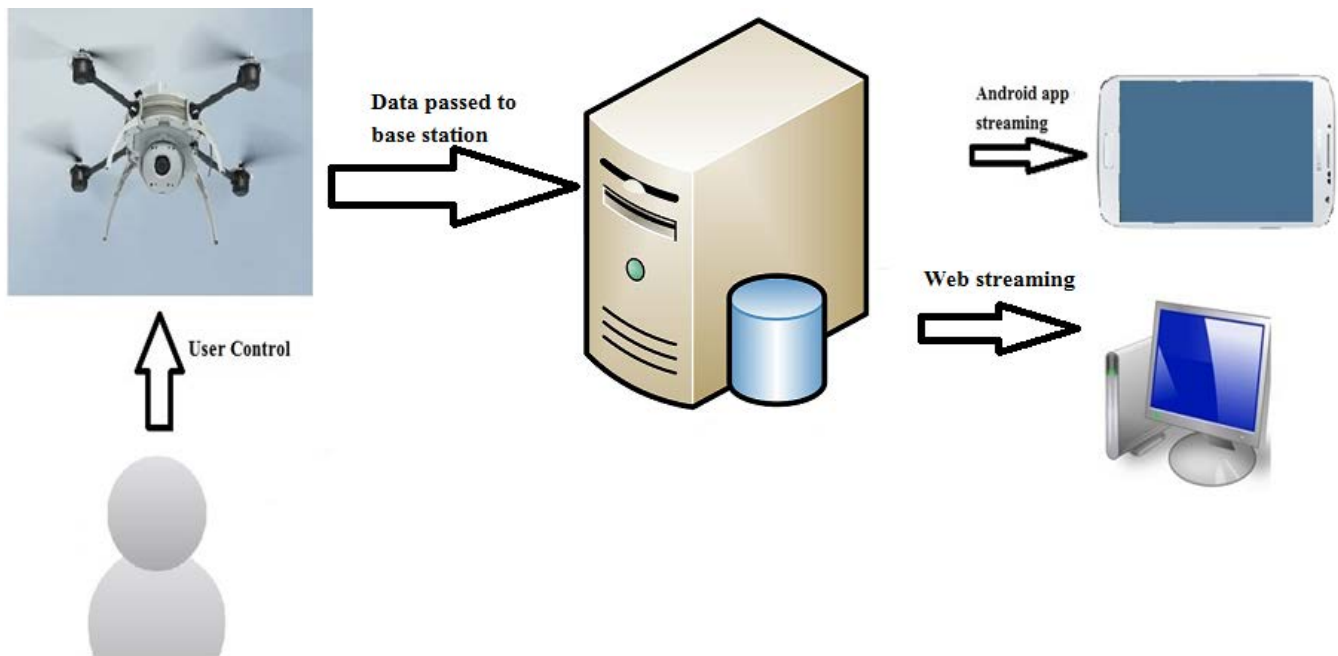 Data passed to
base station
Android app
streaming
Web streaming
User Control